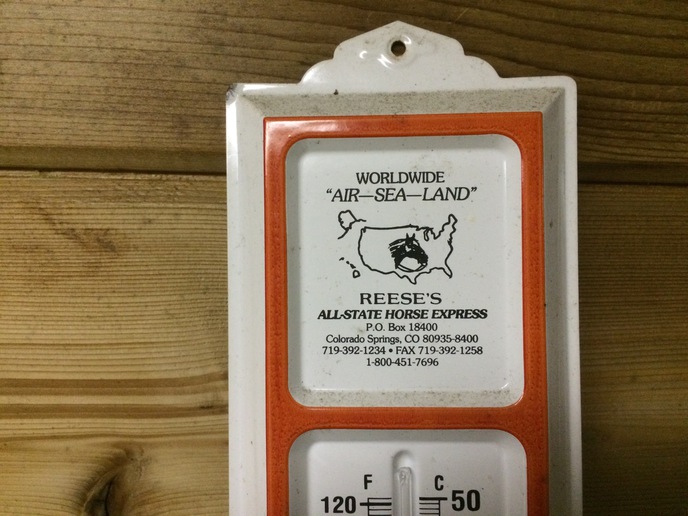 WORLDWIDE
"AIR—SEA—LAND"
REESE'S
ALL-STATE HORSE EXPRESS
P.O. Box 18400
Colorado Springs, CO 80935-8400
719-392-1234 • FAX 719-392-1258
1-800-451-7696
F C
120 50